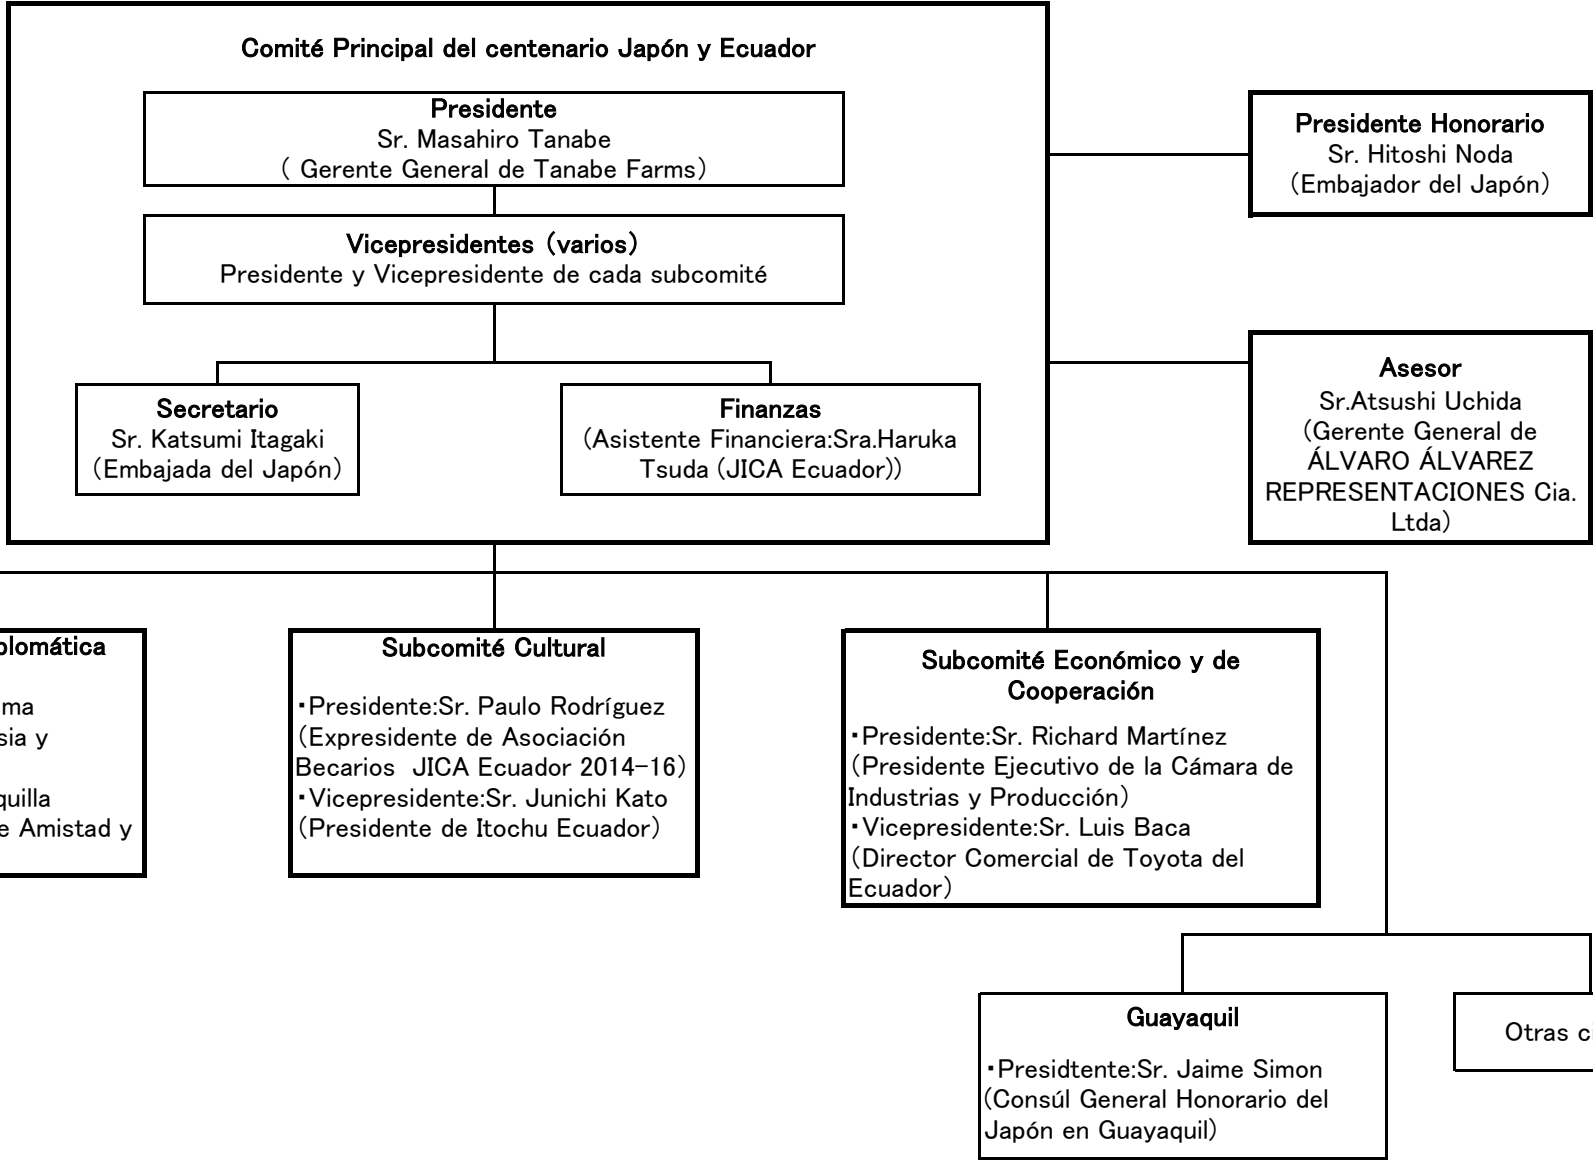 Comité Principal del centenario Japón y Ecuador
Presidente
Sr. Masahiro Tanabe
( Gerente General de Tanabe Farms)
Vicepresidentes (varios)
Presidente y Vicepresidente de cada subcomité
Secretario
Sr. Katsumi Itagaki
(Embajada del Japón)
Finanzas
(Asistente Financiera:Sra.Haruka
Tsuda (JICA Ecuador))
Presidente Honorario
Sr. Hitoshi Noda
(Embajador del Japón)
Asesor
Sr.Atsushi Uchida
(Gerente General de
ÁLVARO ÁLVAREZ
REPRESENTACIONES Cia.
Ltda)
y
Amistad y
Subcomité Cultural
・Presidente:Sr. Paulo Rodríguez
(Expresidente de Asociación
Becarios JICA Ecuador 2014-16)
・Vicepresidente:Sr. Junichi Kato
(Presidente de Itochu Ecuador)
Subcomité Económico y de
Cooperación
・Presidente:Sr. Richard Martínez
(Presidente Ejecutivo de la Cámara de
Industrias y Producción)
・Vicepresidente:Sr. Luis Baca
(Director Comercial de Toyota del
Ecuador)
Guayaquil
・Presidtente:Sr. Jaime Simon
(Consúl General Honorario del
Japón en Guayaquil)
Otras